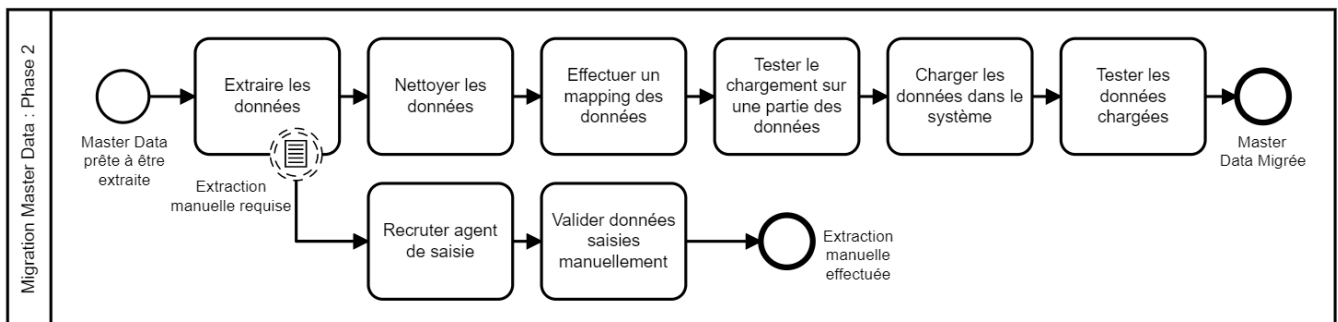 Migration Master Data : Phase 2
Master Data
prête à être
extraite
Extraire les
données
Extraction
manuelle requise
Nettoyer les
données
Effectuer un
mapping des
données
Tester le
chargement sur
une partie des
données
Charger les
données dans le
système
Tester les
données
chargées
Master
Data Migrée
Recruter agent
de saisie
Valider données
saisies
manuellement
Extraction
manuelle
effectuée